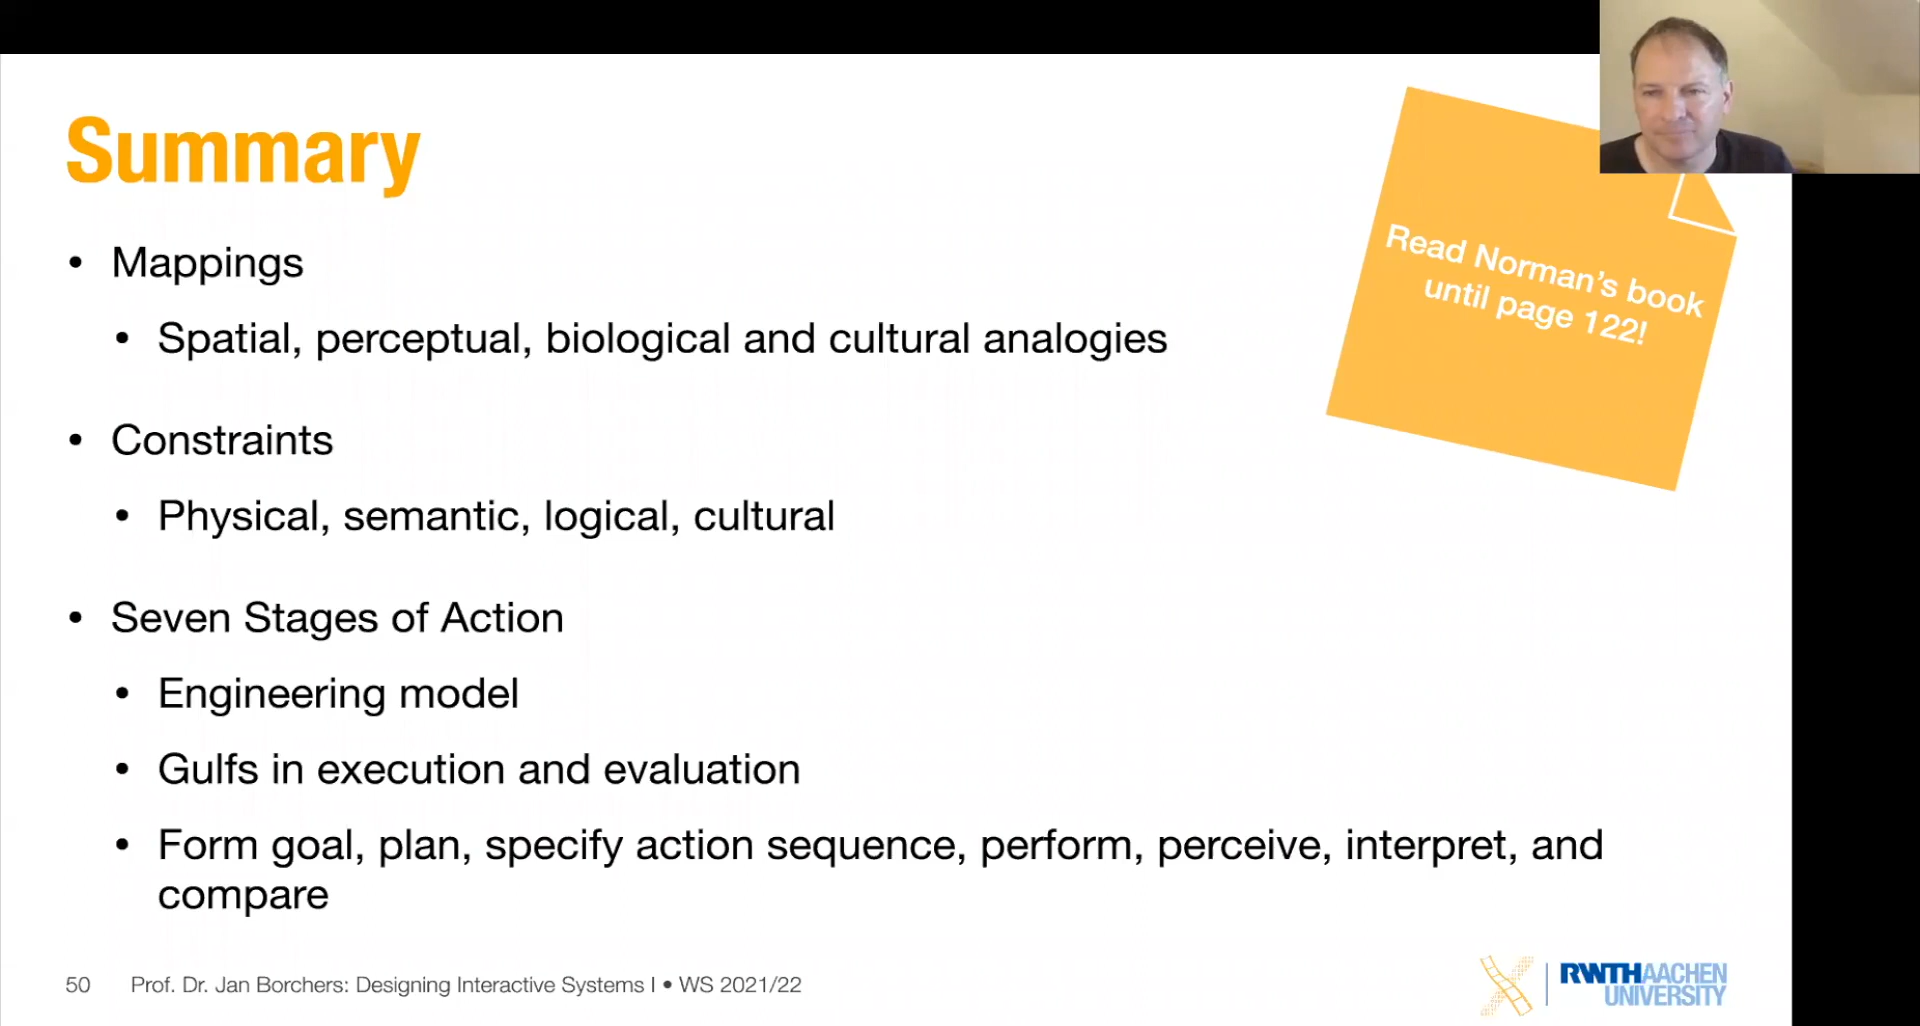 Summary
Read Norman's book
until page 122!
• Mappings
• Spatial, perceptual, biological and cultural analogies
• Constraints
• Physical, semantic, logical, cultural
• Seven Stages of Action
• Engineering model
• Gulfs in execution and evaluation
• Form goal, plan, specify action sequence, perform, perceive, interpret, and
compare
50 Prof. Dr. Jan Borchers: Designing Interactive Systems I • WS 2021/22
RWTHAACHEN
UNIVERSITY